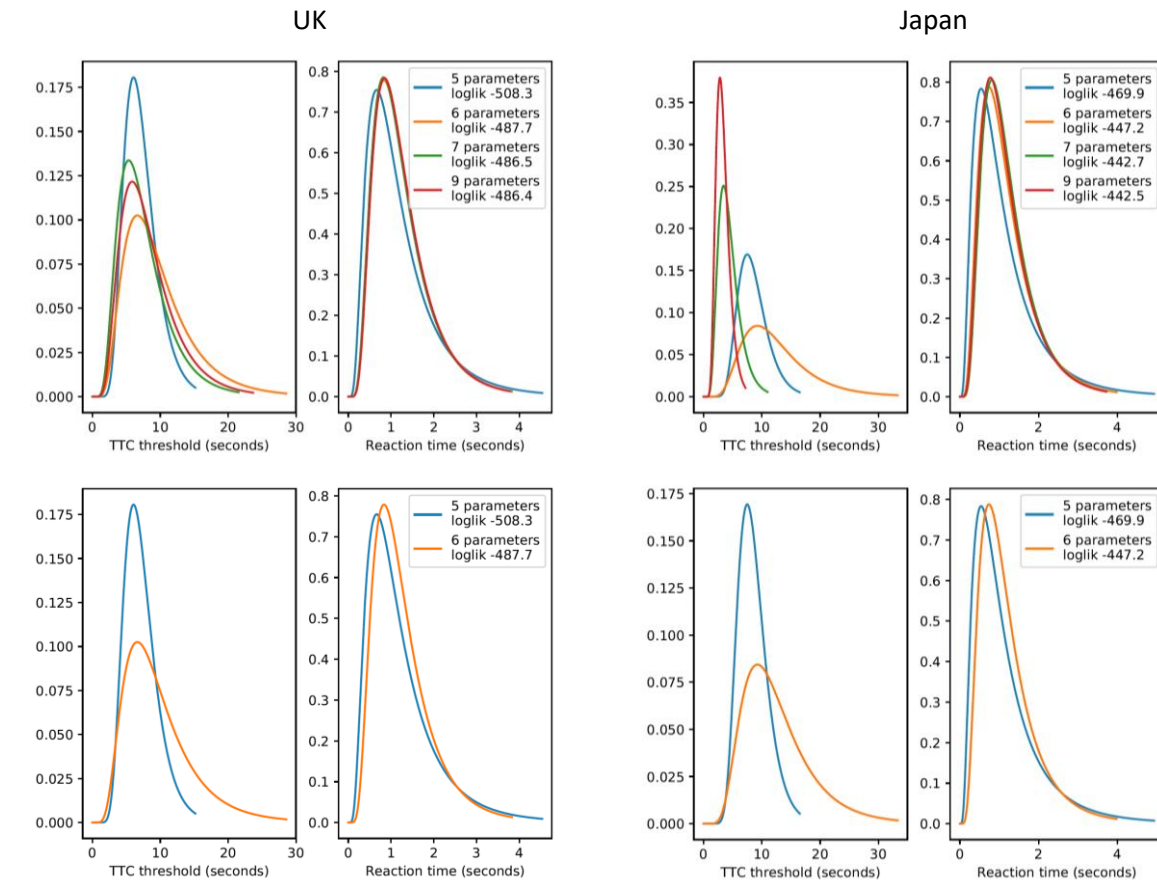 UK
Japan
0.175
0.150
0.125
0.100
0.075
0.050
0.025
0.000
0
10
20
30
TTC threshold (seconds)
0.8
0.7
0.6
0.5
0.4
0.3
0.2
0.1
0.0
0
1
2
3
4
Reaction time (seconds)
5 parameters
loglik -508.3
6 parameters
loglik -487.7
7 parameters
loglik -486.5
9 parameters
loglik -486.4
0.35
0.30
0.25
0.20
0.15
0.10
0.05
0.00
0
10
20
30
TTC threshold (seconds)
0.8
0.7
0.6
0.5
0.4
0.3
0.2
0.1
0.0
0
2
4
Reaction time (seconds)
5 parameters
loglik -469.9
6 parameters
loglik -447.2
7 parameters
loglik -442.7
9 parameters
loglik -442.5
0.175
0.150
0.125
0.100
0.075
0.050
0.025
0.000
0
10
20
30
TTC threshold (seconds)
0.8
0.7
0.6
0.5
0.4
0.3
0.2
0.1
0.0
0
1
2
3
4
Reaction time (seconds)
5 parameters
loglik -508.3
6 parameters
loglik -487.7
0.175
0.150
0.125
0.100
0.075
0.050
0.025
0.000
0
10
20
30
TTC threshold (seconds)
0.8
0.7
0.6
0.5
0.4
0.3
0.2
0.1
0.0
0
2
4
Reaction time (seconds)
5 parameters
loglik -469.9
6 parameters
loglik -447.2